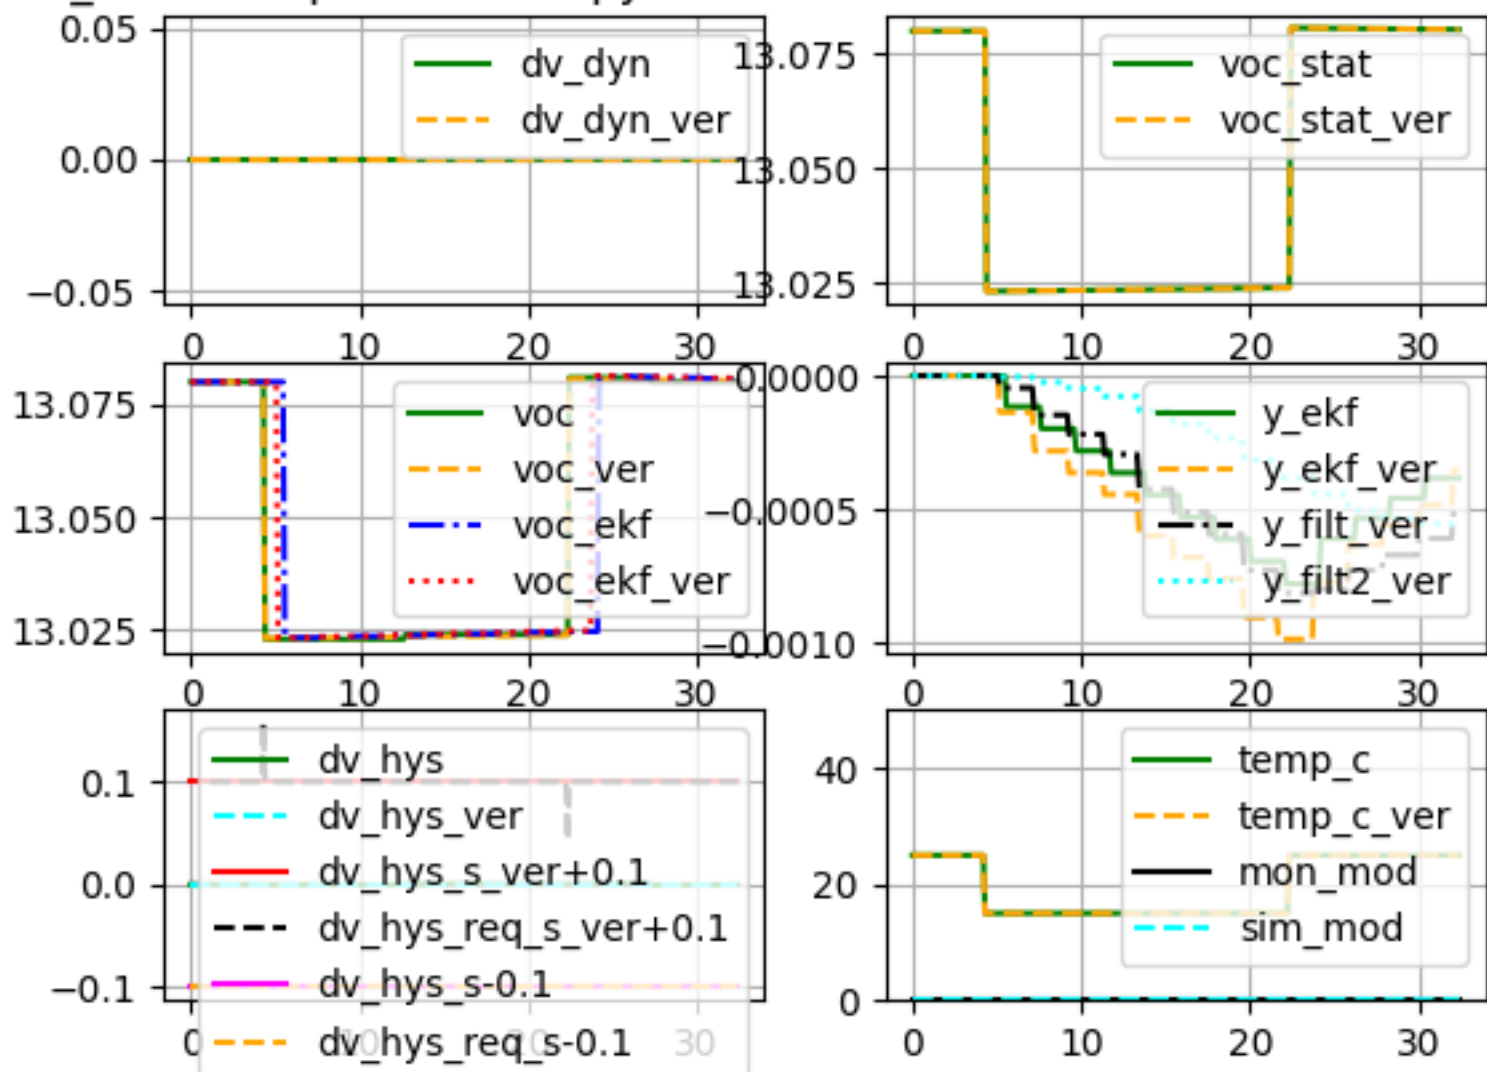 0.05
0.00
−0.05
dv_dyn
dv_dyn_ver
0 10 20 30
13.075
13.050
13.025
voc_stat
voc_stat_ver
0 10 20 30
13.075
13.050
13.025
voc
voc_ver
voc_ekf
voc_ekf_ver
0 10 20 30
0.0000
−0.0005
−0.0010
y_ekf
y_ekf_ver
y_filt_ver
y_filt2_ver
0 10 20 30
0.1
0.0
−0.1
dv_hys
dv_hys_ver
dv_hys_s_ver+0.1
dv_hys_req_s_ver+0.1
dv_hys_s-0.1
dv_hys_req_s-0.1
0 10 20 30
40
20
0
temp_c
temp_c_ver
mon_mod
sim_mod
0 10 20 30